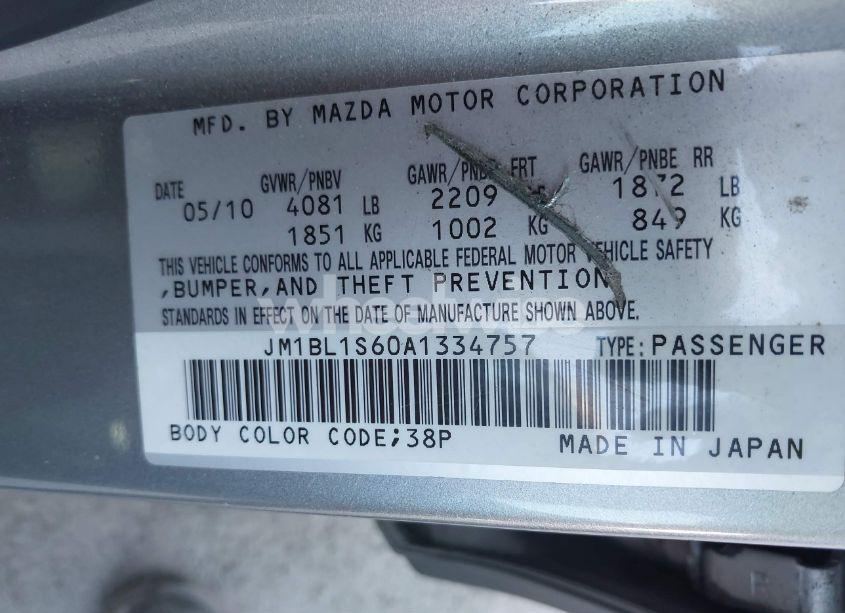 MFD. BY MAZDA MOTOR CORPORATION
DATE GVWR/PNBV GAWR/PNBE FRT GAWR/PNBE RR
05/10 4081 LB 2209 1872 LB
1851 KG 1002 KG 849 KG
THIS VEHICLE CONFORMS TO ALL APPLICABLE FEDERAL MOTOR VEHICLE SAFETY
,BUMPER,AND THEFT PREVENTION
STANDARDS IN EFFECT ON THE DATE OF MANUFACTURE SHOWN ABOVE.
JM1BL1S60A1334757 TYPE: PASSENGER
BODY COLOR CODE;38P MADE IN JAPAN